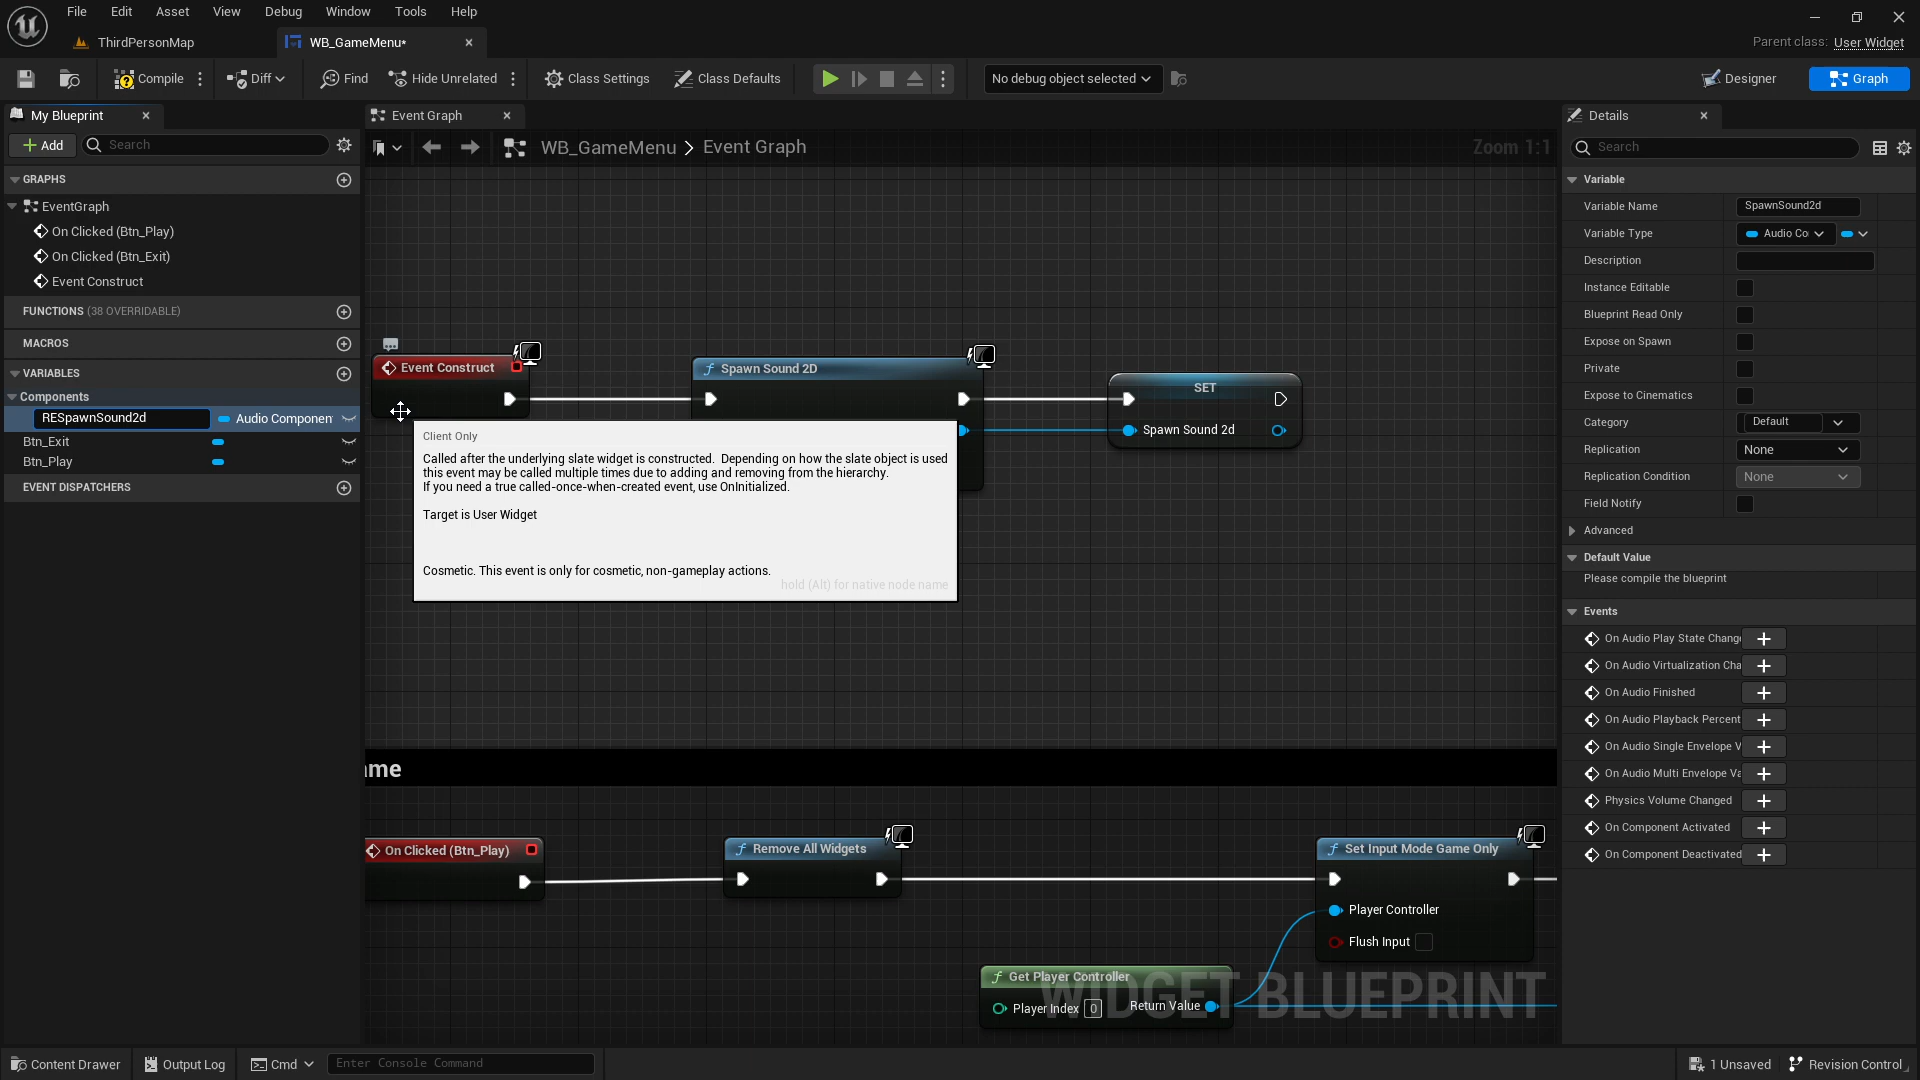 File Edit Asset View Debug Window Tools Help
ThirdPersonMap
WB_GameMenu*
Parent class: User Widget
Compile
Diff
Find
Hide Unrelated
Class Settings
Class Defaults
No debug object selected
Designer
Graph
My Blueprint
Event Graph
Details
Add
Search
WB_GameMenu > Event Graph
Zoom 1:1
Search
GRAPHS
EventGraph
On Clicked (Btn_Play)
On Clicked (Btn_Exit)
Event Construct
FUNCTIONS (38 OVERRIDABLE)
MACROS
VARIABLES
Components
RESpawnSound2d
Audio Componen
Btn_Exit
Btn_Play
EVENT DISPATCHERS
Event Construct
Spawn Sound 2D
SET
Spawn Sound 2d
Client Only
Called after the underlying slate widget is constructed.  Depending on how the slate object is used
this event may be called multiple times due to adding and removing from the hierarchy.
If you need a true called-once-when-created event, use OnInitialized.
Target is User Widget
Cosmetic. This event is only for cosmetic, non-gameplay actions.
hold (Alt) for native node name
ame
On Clicked (Btn_Play)
Remove All Widgets
Set Input Mode Game Only
Player Controller
Flush Input
Get Player Controller
Player Index 0
Return Value
WIDGET BLUEPRINT
Variable
Variable Name SpawnSound2d
Variable Type Audio Co
Description
Instance Editable
Blueprint Read Only
Expose on Spawn
Private
Expose to Cinematics
Category Default
Replication None
Replication Condition None
Field Notify
Advanced
Default Value
Please compile the blueprint
Events
On Audio Play State Chang
On Audio Virtualization Cha
On Audio Finished
On Audio Playback Percent
On Audio Single Envelope V
On Audio Multi Envelope Va
Physics Volume Changed
On Component Activated
On Component Deactivated
Content Drawer
Output Log
Cmd
Enter Console Command
1 Unsaved
Revision Control